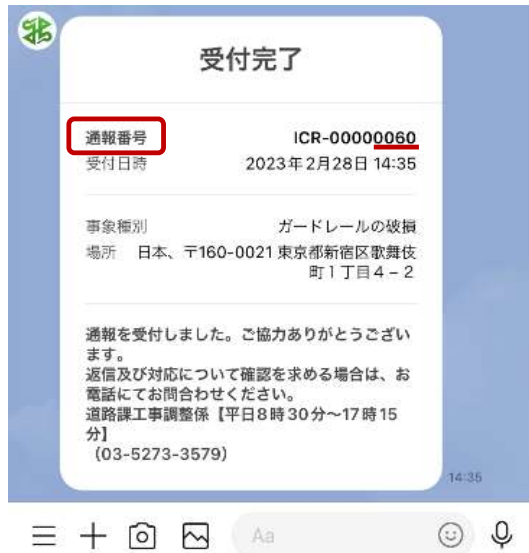 受付完了
通報番号 ICR-00000060
受付日時 2023年2月28日 14:35
事象種別 ガードレールの破損
場所 日本、〒160-0021 東京都新宿区歌舞伎
町1丁目4−2
通報を受付しました。ご協力ありがとうござい
ます。
返信及び対応について確認を求める場合は、お
電話にてお問合わせください。
道路課工事調整係【平日8時30分〜17時15
分】
（03-5273-3579）
14:35
Aa